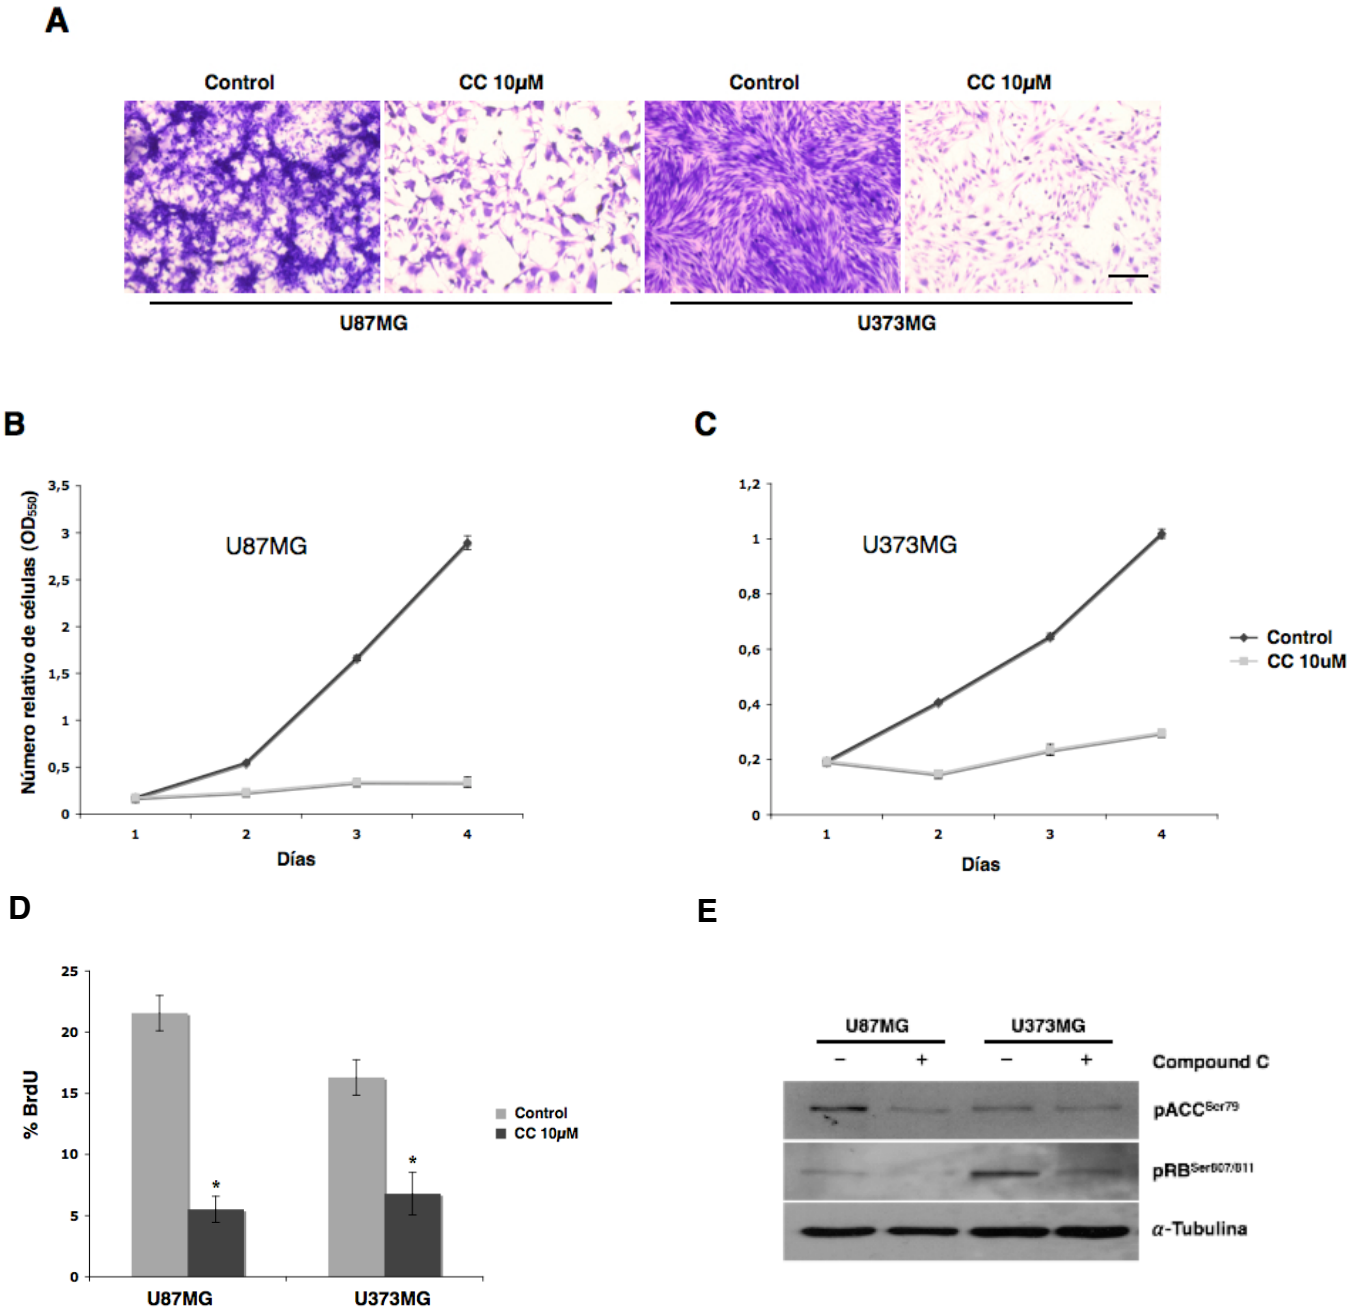 A
Control
CC 10µM
Control
CC 10µM
U87MG
U373MG
B
C
Número relativo de células (OD550)
3,5
3
2,5
2
1,5
1
0,5
0
U87MG
1
2
3
4
Días
1,2
1
0,8
0,6
0,4
0,2
0
U373MG
1
2
3
4
Días
Control
CC 10uM
D
E
% BrdU
25
20
15
10
5
0
*
*
U87MG
U373MG
Control
CC 10µM
U87MG
U373MG
− + − +
Compound C
pACCSer79
pRBSer807/811
α-Tubulina